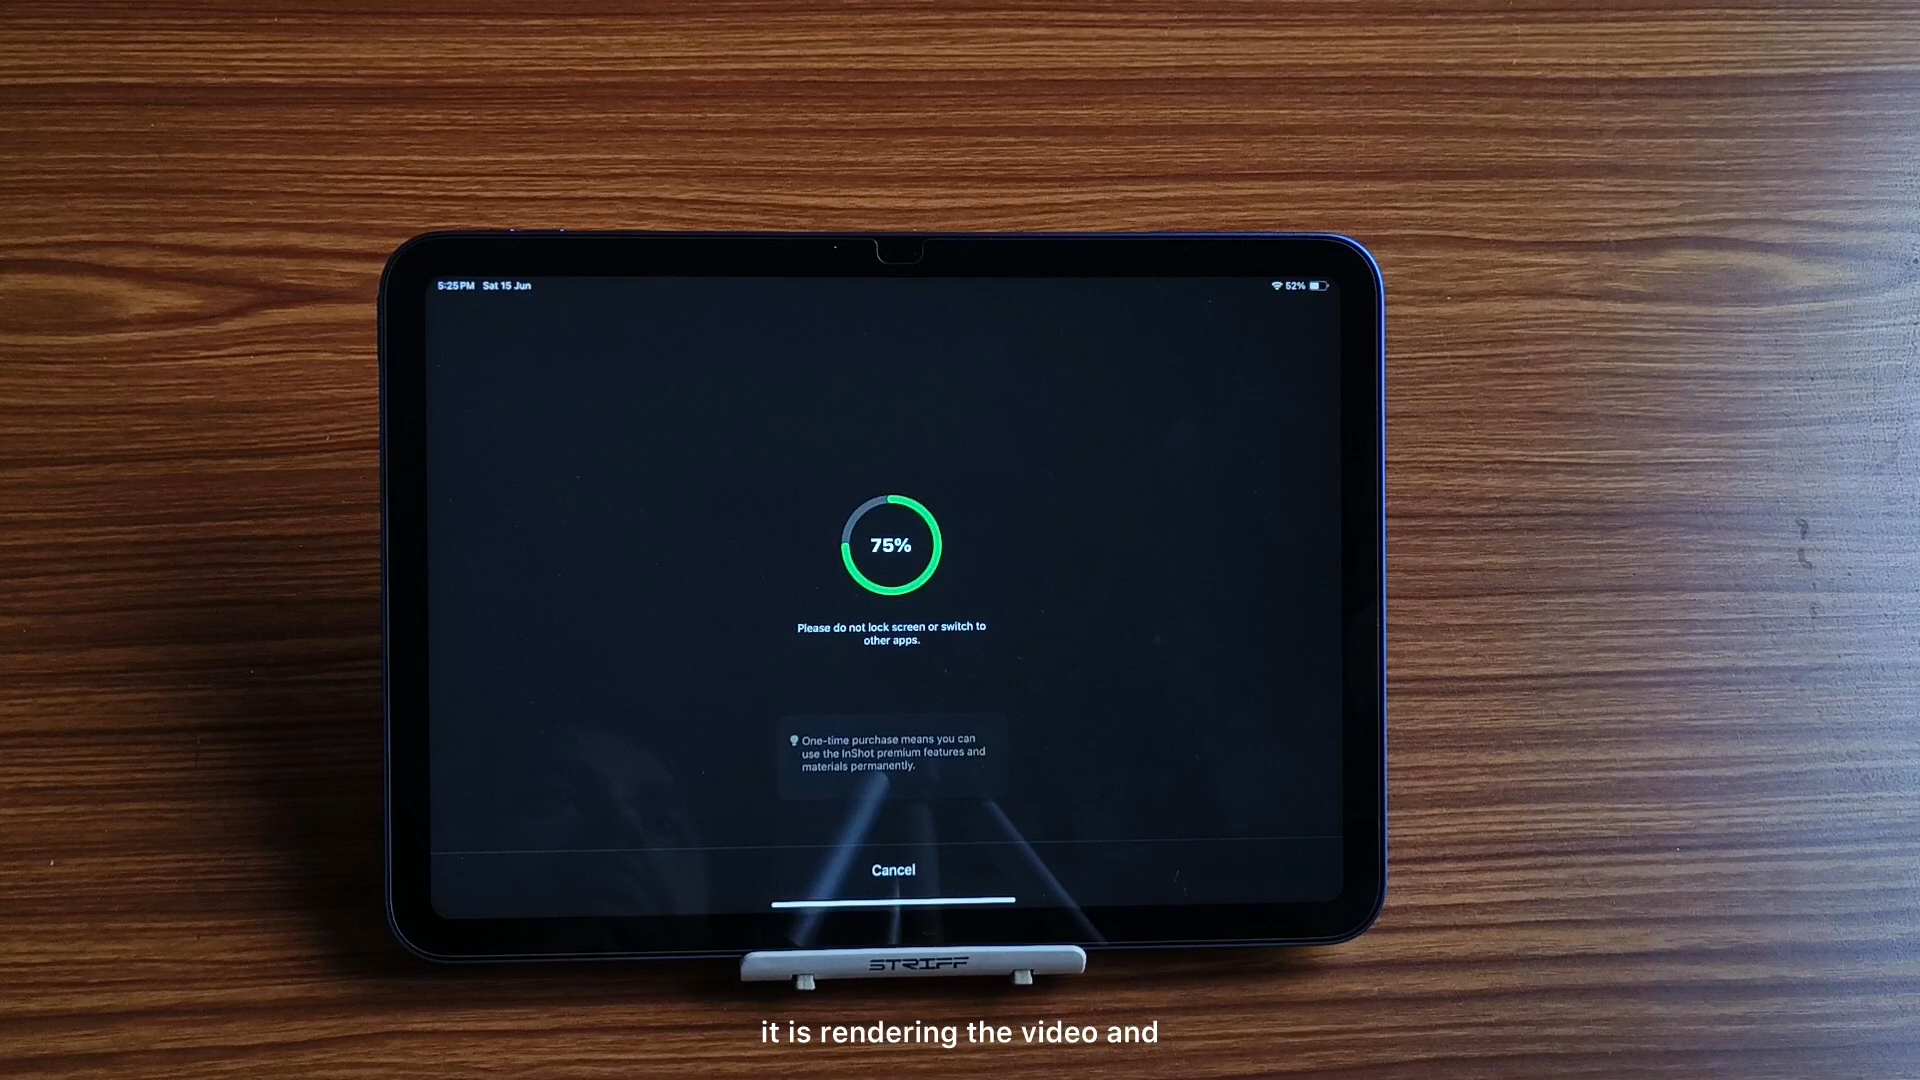 5:25 PM Sat 15 Jun
52%
75%
Please do not lock screen or switch to
other apps.
One-time purchase means you can
use the InShot premium features and
materials permanently.
Cancel
STRIFF
it is rendering the video and